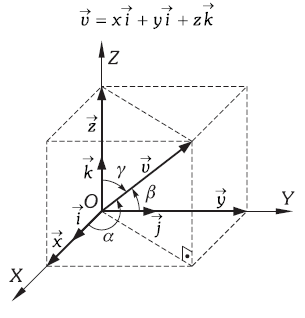 v⃗ = xi⃗ + yi⃗ + zk⃗
Z
z⃗
k⃗ γ v⃗
O β y⃗ Y
x⃗ i⃗ α j⃗
X